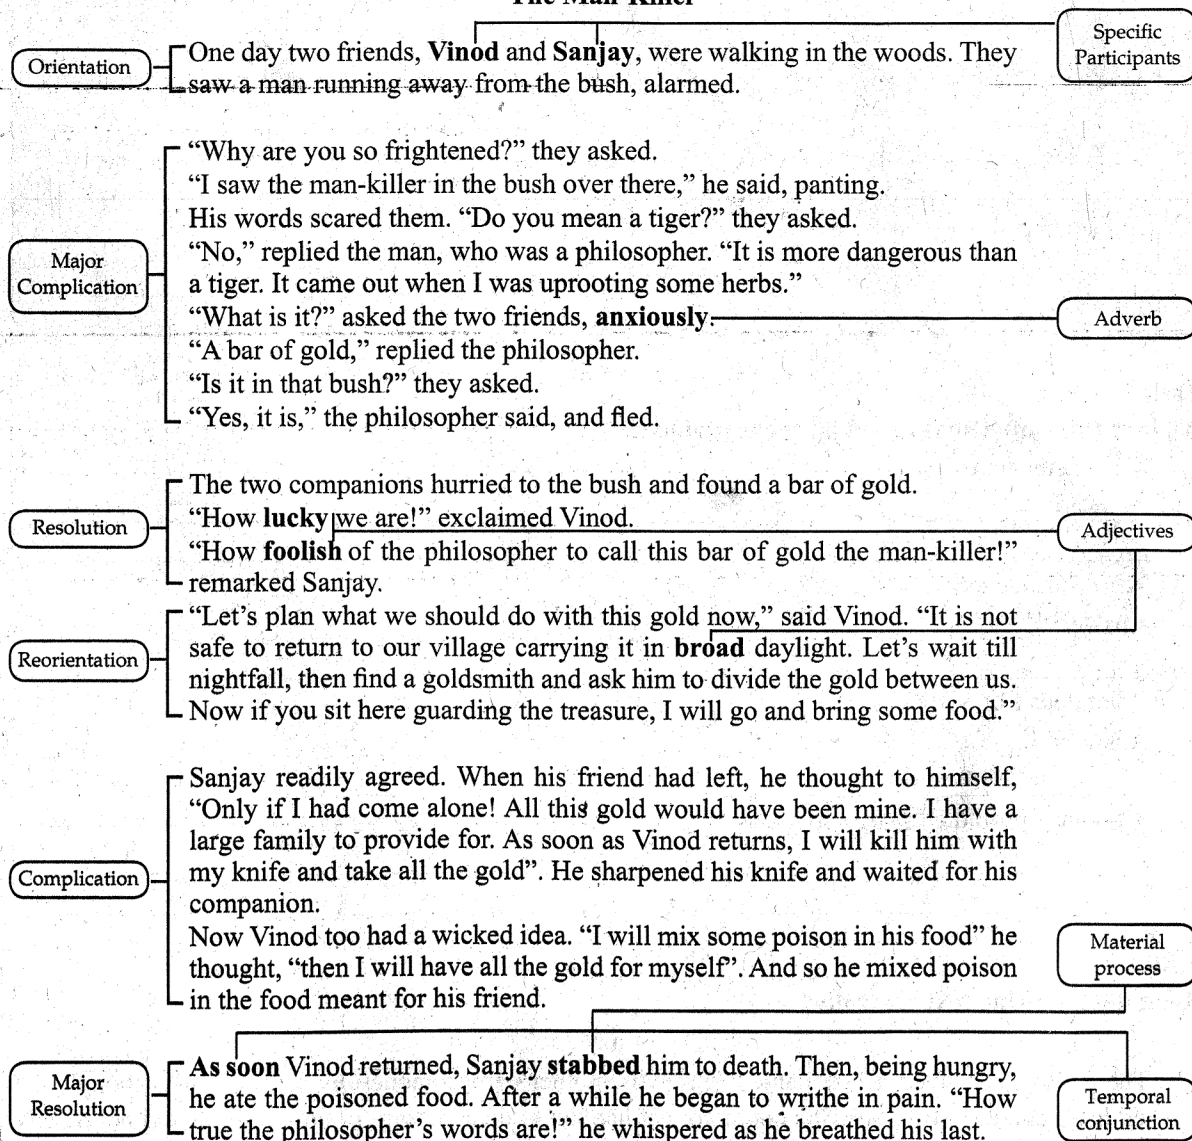 The Man-Killer
Specific
Participants
Orientation
One day two friends, Vinod and Sanjay, were walking in the woods. They
saw a man running away from the bush, alarmed.
Major
Complication
“Why are you so frightened?” they asked.
“I saw the man-killer in the bush over there,” he said, panting.
His words scared them. “Do you mean a tiger?” they asked.
“No,” replied the man, who was a philosopher. “It is more dangerous than
a tiger. It came out when I was uprooting some herbs.”
“What is it?” asked the two friends, anxiously.
Adverb
“A bar of gold,” replied the philosopher.
“Is it in that bush?” they asked.
“Yes, it is,” the philosopher said, and fled.
Resolution
The two companions hurried to the bush and found a bar of gold.
“How lucky we are!” exclaimed Vinod.
Adjectives
“How foolish of the philosopher to call this bar of gold the man-killer!”
remarked Sanjay.
Reorientation
“Let’s plan what we should do with this gold now,” said Vinod. “It is not
safe to return to our village carrying it in broad daylight. Let’s wait till
nightfall, then find a goldsmith and ask him to divide the gold between us.
Now if you sit here guarding the treasure, I will go and bring some food.”
Complication
Sanjay readily agreed. When his friend had left, he thought to himself,
“Only if I had come alone! All this gold would have been mine. I have a
large family to provide for. As soon as Vinod returns, I will kill him with
my knife and take all the gold”. He sharpened his knife and waited for his
companion.
Now Vinod too had a wicked idea. “I will mix some poison in his food” he
thought, “then I will have all the gold for myself”. And so he mixed poison
in the food meant for his friend.
Material
process
Major
Resolution
As soon Vinod returned, Sanjay stabbed him to death. Then, being hungry,
he ate the poisoned food. After a while he began to writhe in pain. “How
true the philosopher’s words are!” he whispered as he breathed his last.
Temporal
conjunction